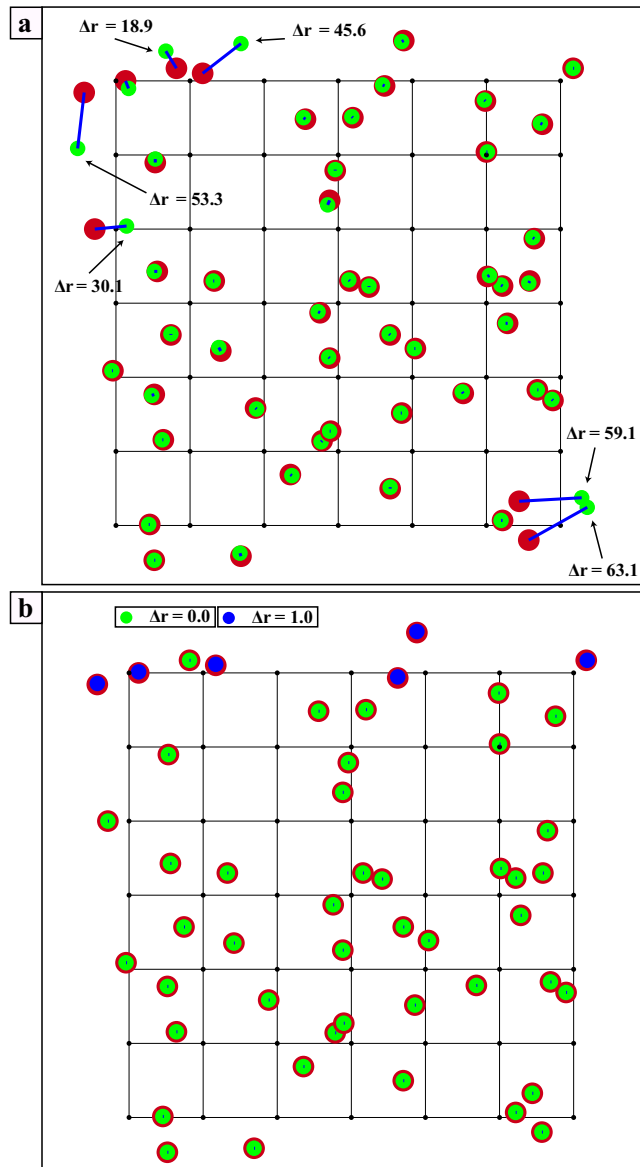 a
Δr = 18.9
Δr = 45.6
Δr = 53.3
Δr = 30.1
Δr = 59.1
Δr = 63.1
b
Δr = 0.0
Δr = 1.0